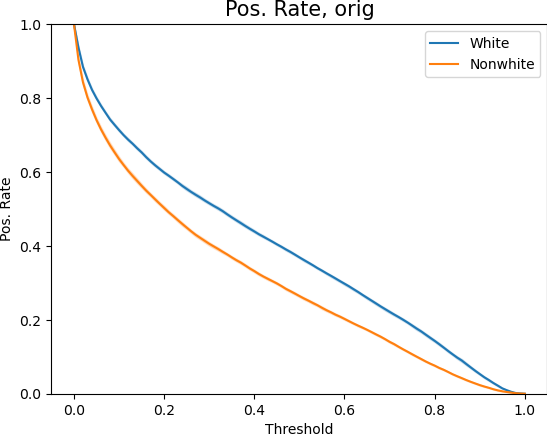 Pos. Rate, orig
White
Nonwhite
Pos. Rate
1.0
0.8
0.6
0.4
0.2
0.0
0.0 0.2 0.4 0.6 0.8 1.0
Threshold